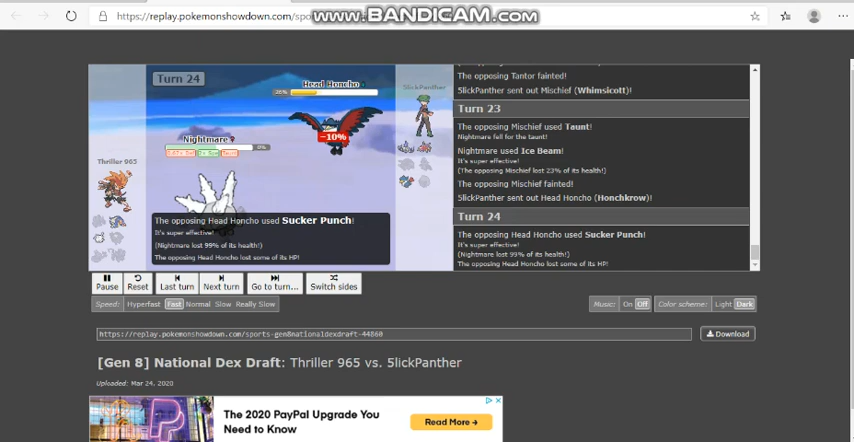 WWW.BANDICAM.COM
https://replay.pokemonshowdown.com/spo
Turn 24
Head Honcho
26%
-10%
5lickPanther
Nightmare
0%
Thriller 965
The opposing Head Honcho used Sucker Punch!
It's super effective!
(Nightmare lost 99% of its health!)
The opposing Head Honcho lost some of its HP!
The opposing Tantor fainted!
5lickPanther sent out Mischief (Whimsicott)!
Turn 23
The opposing Mischief used Taunt!
Nightmare fell for the taunt!
Nightmare used Ice Beam!
It's super effective!
(The opposing Mischief lost 23% of its health!)
The opposing Mischief fainted!
5lickPanther sent out Head Honcho (Honchkrow)!
Turn 24
The opposing Head Honcho used Sucker Punch!
It's super effective!
(Nightmare lost 99% of its health!)
The opposing Head Honcho lost some of its HP!
Pause Reset Last turn Next turn Go to turn... Switch sides
Speed: Hyperfast Fast Normal Slow Really Slow
Music: On Off Color scheme: Light Dark
https://replay.pokemonshowdown.com/sports-gen8nationaldexdraft-44860
Download
[Gen 8] National Dex Draft: Thriller 965 vs. 5lickPanther
Uploaded: Mar 24, 2020
The 2020 PayPal Upgrade You
Need to Know
Read More →